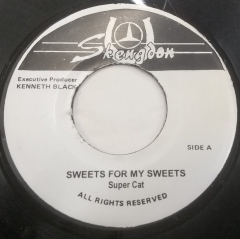 Skengdon
Executive Producer
KENNETH BLACK
SIDE A
SWEETS FOR MY SWEETS
Super Cat
ALL RIGHTS RESERVED